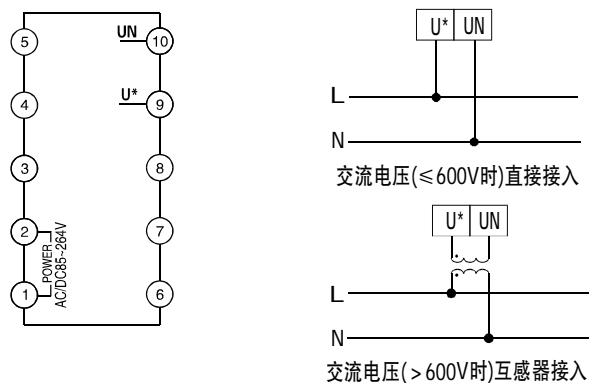 5
UN 10
4
U* 9
3
8
2
7
POWER
AC/DC85~264V
1
6
U* UN
L
N
交流电压(≤600V时)直接接入
U* UN
L
N
交流电压(>600V时)互感器接入